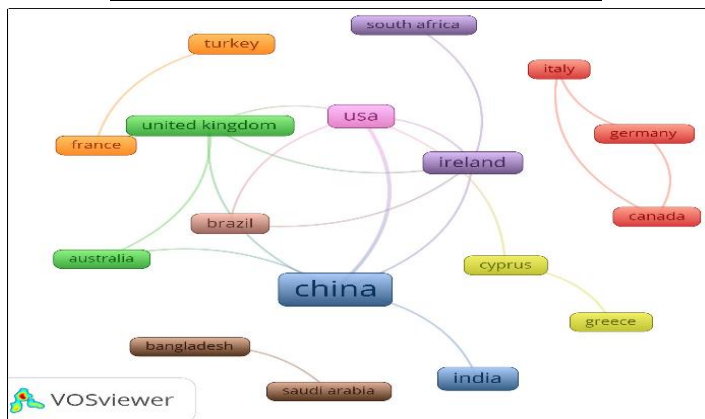 south africa
turkey
italy
usa
united kingdom
germany
france
ireland
canada
brazil
australia
cyprus
china
greece
bangladesh
india
saudi arabia
VOSviewer